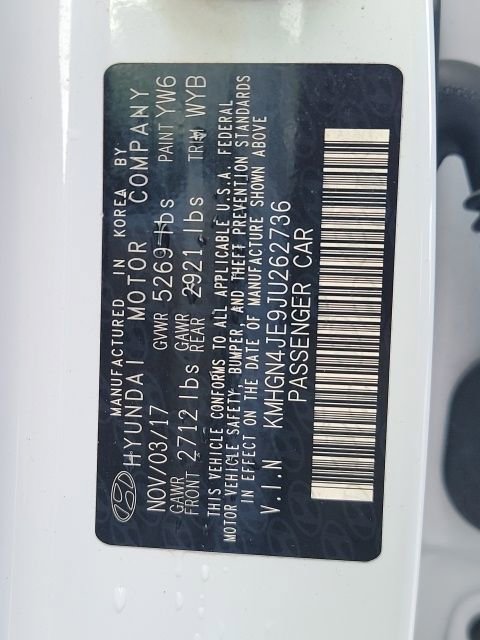 MANUFACTURED IN KOREA BY
HYUNDAI MOTOR COMPANY
NOV/03/17 GVWR 5269 lbs PAINT YW6
GAWR FRONT 2712 lbs GAWR REAR 2921 lbs TRIM WYB
THIS VEHICLE CONFORMS TO ALL APPLICABLE U.S.A. FEDERAL
MOTOR VEHICLE SAFETY, BUMPER, AND THEFT PREVENTION STANDARDS
IN EFFECT ON THE DATE OF MANUFACTURE SHOWN ABOVE
V.I.N KMHGN4JE9JU262736
PASSENGER CAR